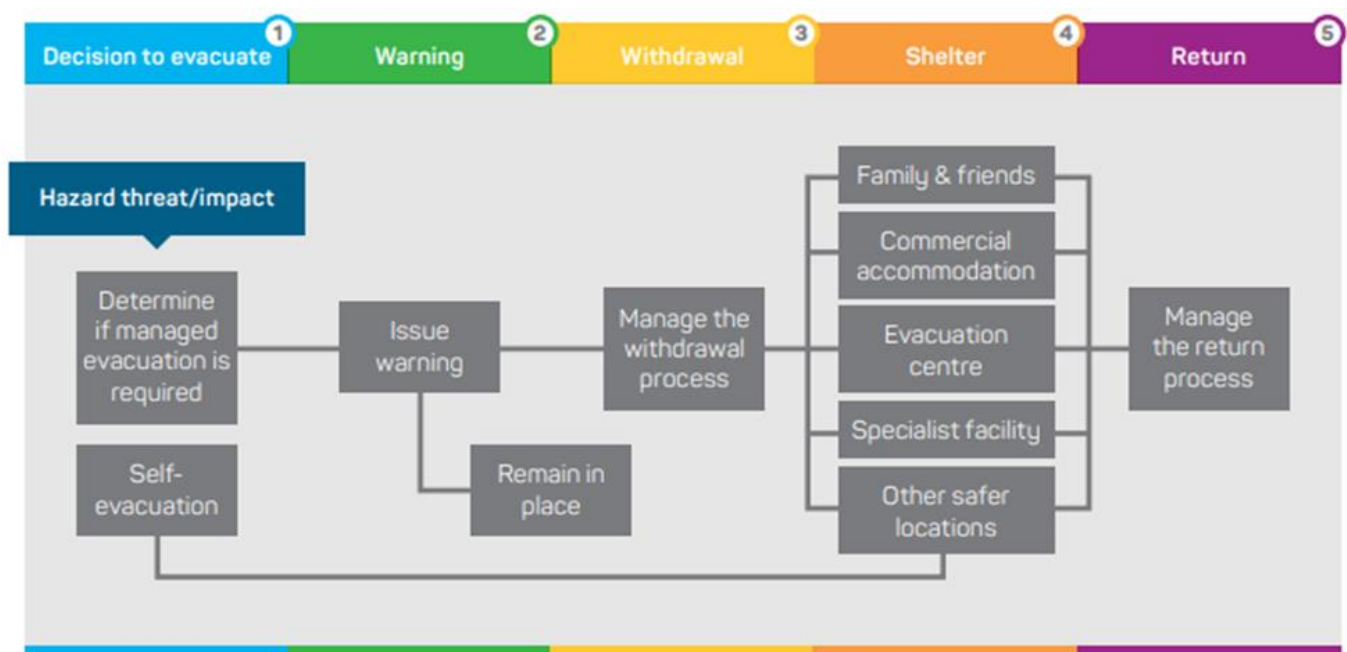 1
2
3
4
5
Decision to evacuate
Warning
Withdrawal
Shelter
Return
Hazard threat/impact
Determine
if managed
evacuation is
required
Self-
evacuation
Issue
warning
Remain in
place
Manage the
withdrawal
process
Family & friends
Commercial
accommodation
Evacuation
centre
Specialist facility
Other safer
locations
Manage
the return
process